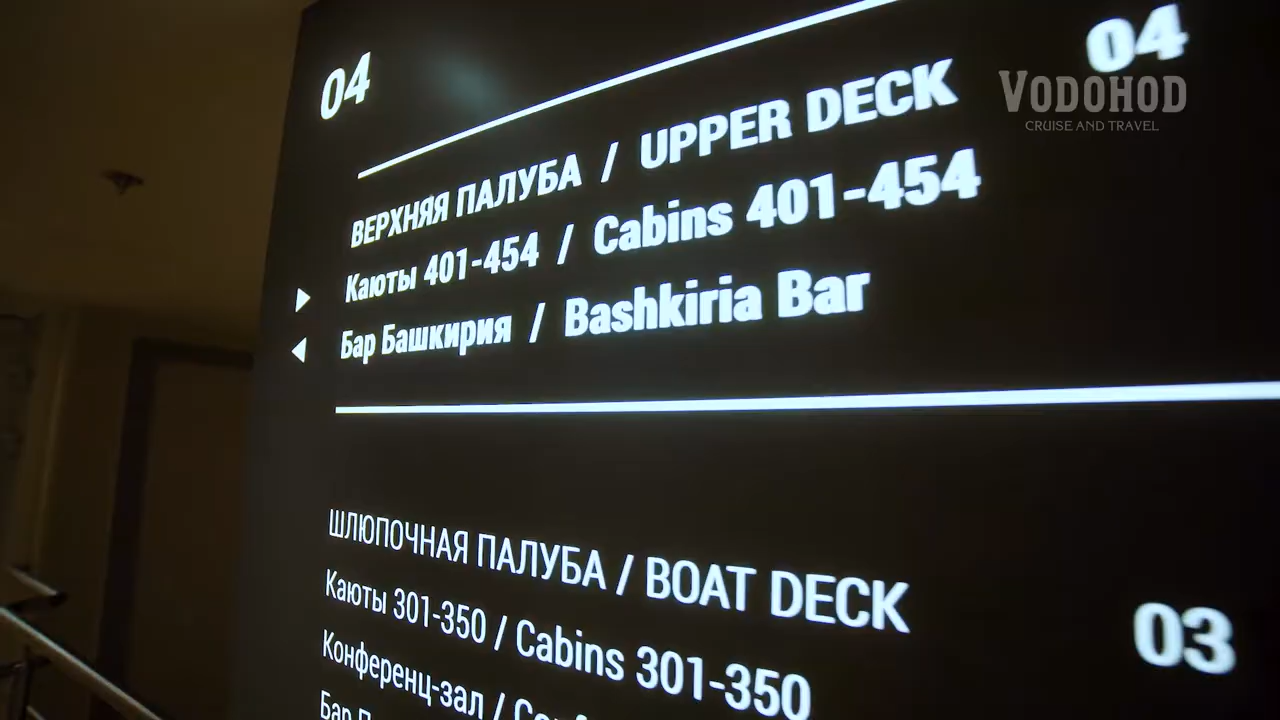 04
04
VODOHOD
CRUISE AND TRAVEL
ВЕРХНЯЯ ПАЛУБА / UPPER DECK
Каюты 401-454 / Cabins 401-454
Бар Башкирия / Bashkiria Bar
ШЛЮПОЧНАЯ ПАЛУБА / BOAT DECK
03
Каюты 301-350 / Cabins 301-350
Конференц-зал /
Бар